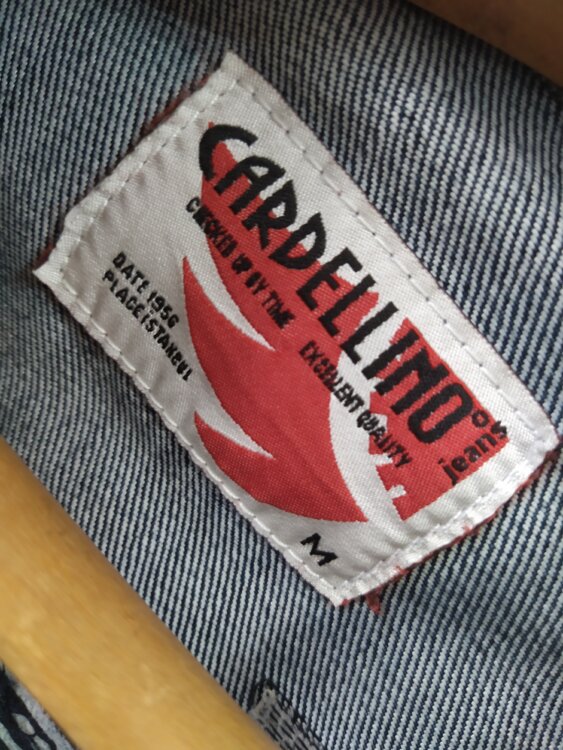 CARDELLINO
jeans
CHECKED UP BY TIME
EXCELLENT QUALITY
DATE 1956
PLACE ISTANBUL
M